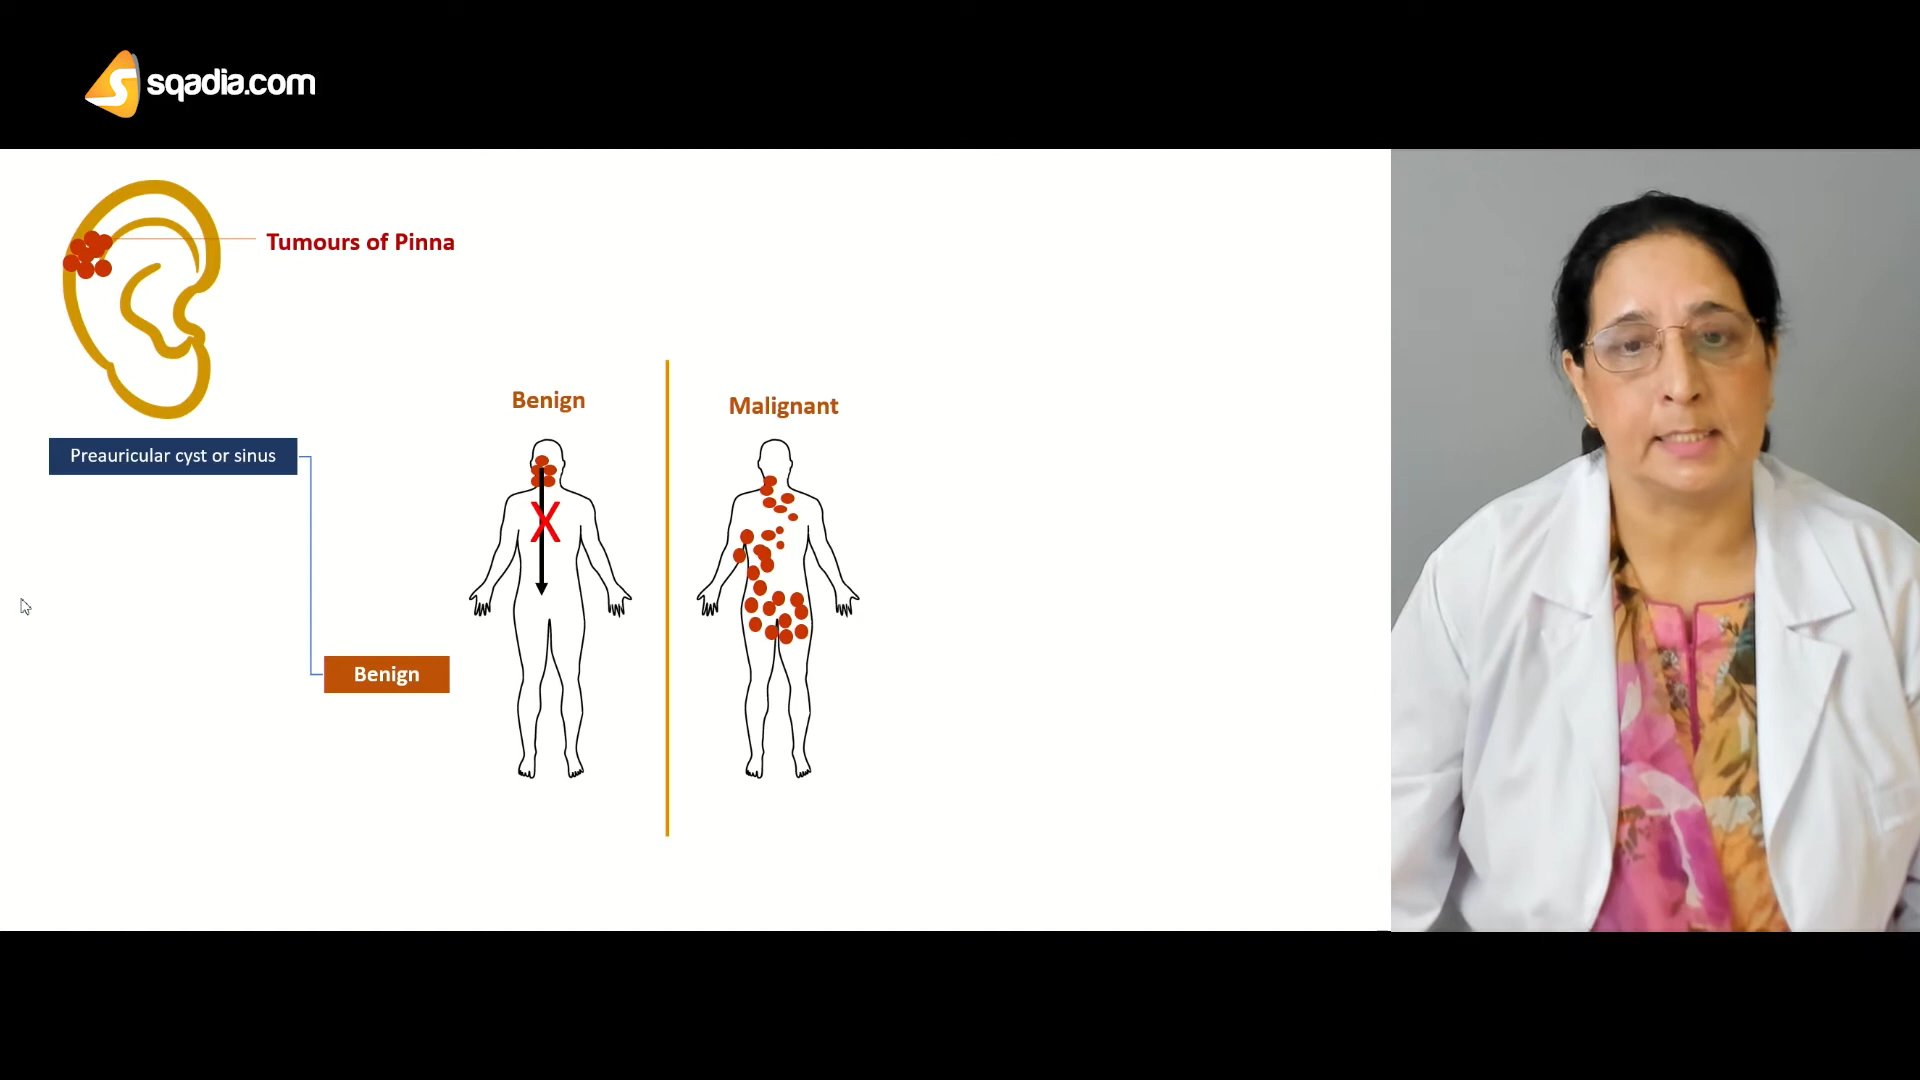 sqadia.com
Tumours of Pinna
Benign
Malignant
Preauricular cyst or sinus
X
Benign